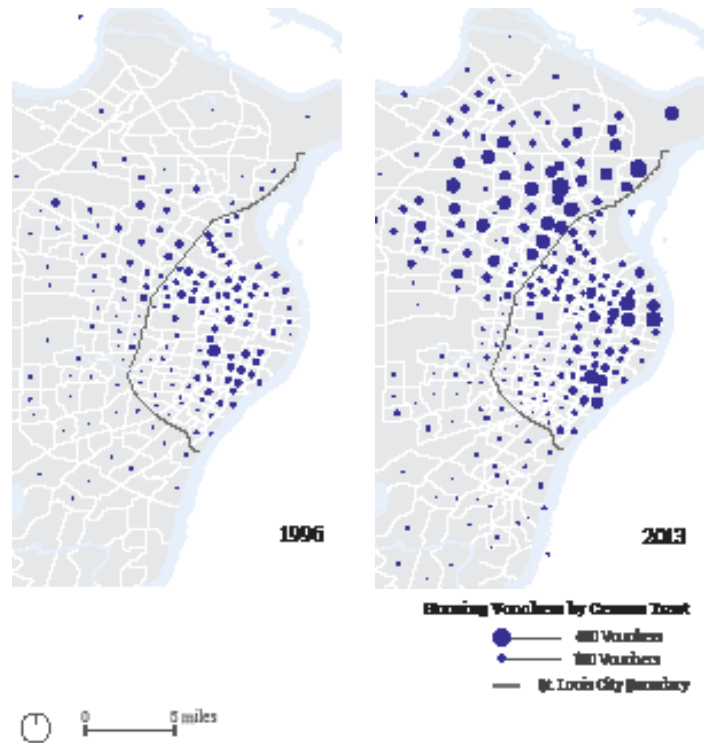 1996
2013
Housing Vouchers by Census Tract
400 Vouchers
100 Vouchers
St. Louis City Boundary
0 5 miles